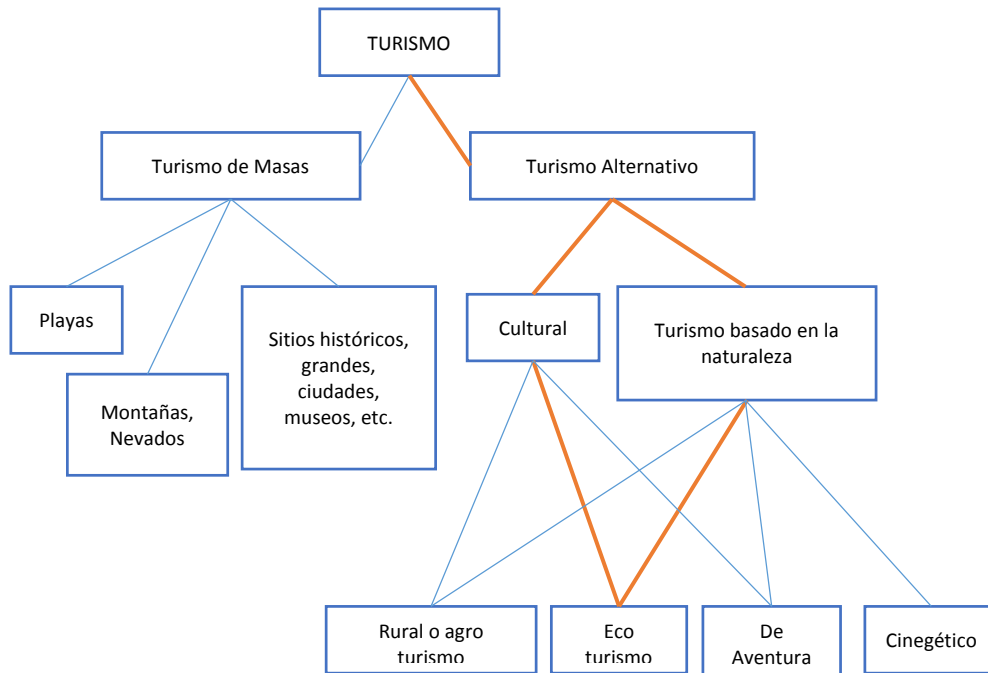 TURISMO
Turismo de Masas
Turismo Alternativo
Playas
Montañas,
Nevados
Sitios históricos,
grandes,
ciudades,
museos, etc.
Cultural
Turismo basado en la
naturaleza
Rural o agro
turismo
Eco
turismo
De
Aventura
Cinegético